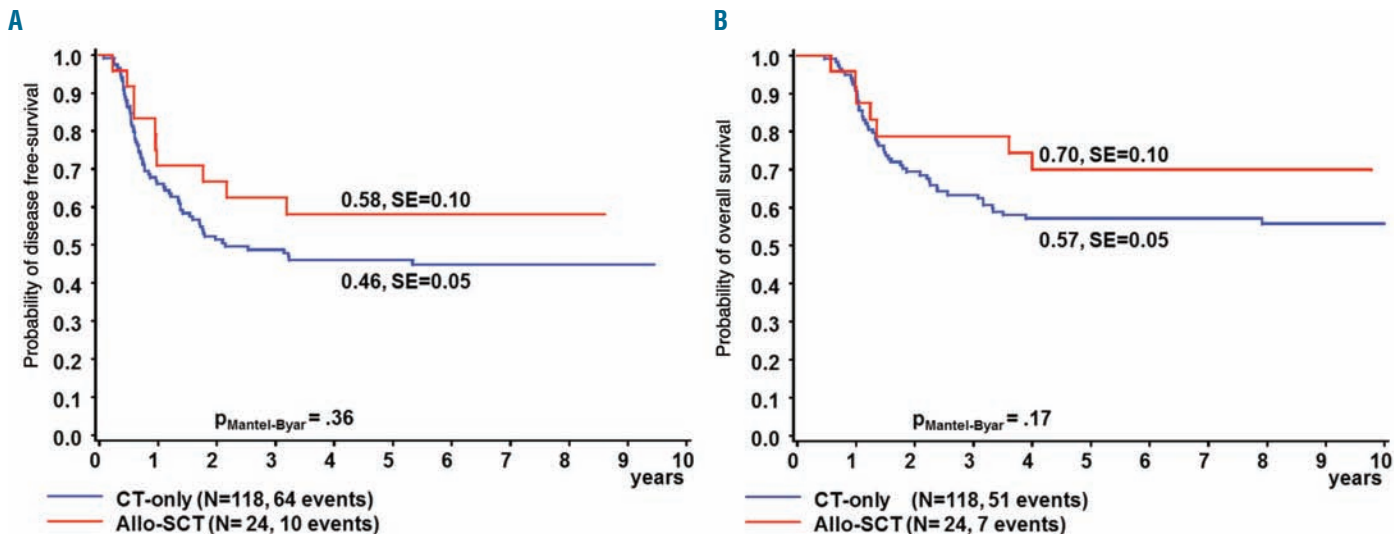 A
Probability of disease free-survival
1.0
0.9
0.8
0.7
0.6
0.5
0.4
0.3
0.2
0.1
0.0
0.58, SE=0.10
0.46, SE=0.05
pMantel-Byar = .36
0 1 2 3 4 5 6 7 8 9 10
years
CT-only (N=118, 64 events)
Allo-SCT (N= 24, 10 events)
B
Probability of overall survival
1.0
0.9
0.8
0.7
0.6
0.5
0.4
0.3
0.2
0.1
0.0
0.70, SE=0.10
0.57, SE=0.05
pMantel-Byar = .17
0 1 2 3 4 5 6 7 8 9 10
years
CT-only (N=118, 51 events)
Allo-SCT (N= 24, 7 events)